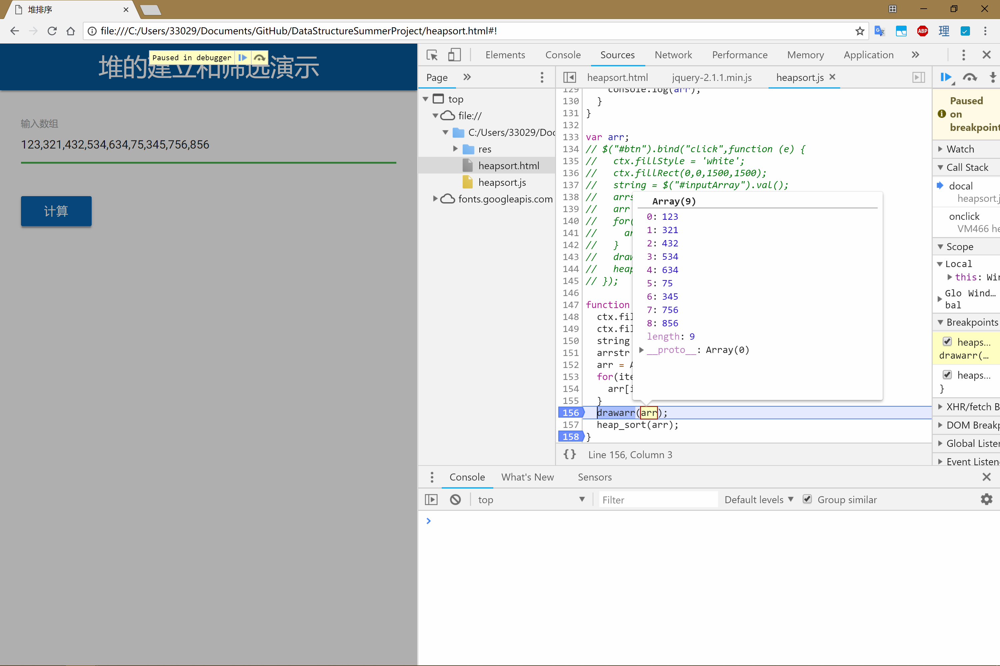 堆排序
file:///C:/Users/33029/Documents/GitHub/DataStructureSummerProject/heapsort.html#!
ABP
理
堆的建立和筛选演示
Paused in debugger
输入数组
123,321,432,534,634,75,345,756,856
计算
Elements Console Sources Network Performance Memory Application
Page
top
file://
C:/Users/33029/Doc
res
heapsort.html
heapsort.js
fonts.googleapis.com
heapsort.html jquery-2.1.1.min.js heapsort.js
129 console.log(arr);
130 }
131 }
132
133 var arr;
134 // $("#btn").bind("click",function (e) {
135 // ctx.fillStyle = 'white';
136 // ctx.fillRect(0,0,1500,1500);
137 // string = $("#inputArray").val();
138 // arrs
139 // arr
140 // for(
141 // ar
142 // }
143 // draw
144 // heap
145 // });
146
147 function
148 ctx.fil
149 ctx.fil
150 string
151 arrstr
152 arr = A
153 for(ite
154 arr[i
155 }
156 drawarr(arr);
157 heap_sort(arr);
158 }
Array(9)
0: 123
1: 321
2: 432
3: 534
4: 634
5: 75
6: 345
7: 756
8: 856
length: 9
__proto__: Array(0)
{} Line 156, Column 3
Paused
on
breakpoint
Watch
Call Stack
docal
heapsort.j
onclick
VM466 he
Scope
Local
this: Win
Glo Wind…
bal
Breakpoints
heaps…
drawarr(…
heaps…
}
XHR/fetch B
DOM Breakp
Global Listen
Event Listen
Console What's New Sensors
top Filter Default levels Group similar